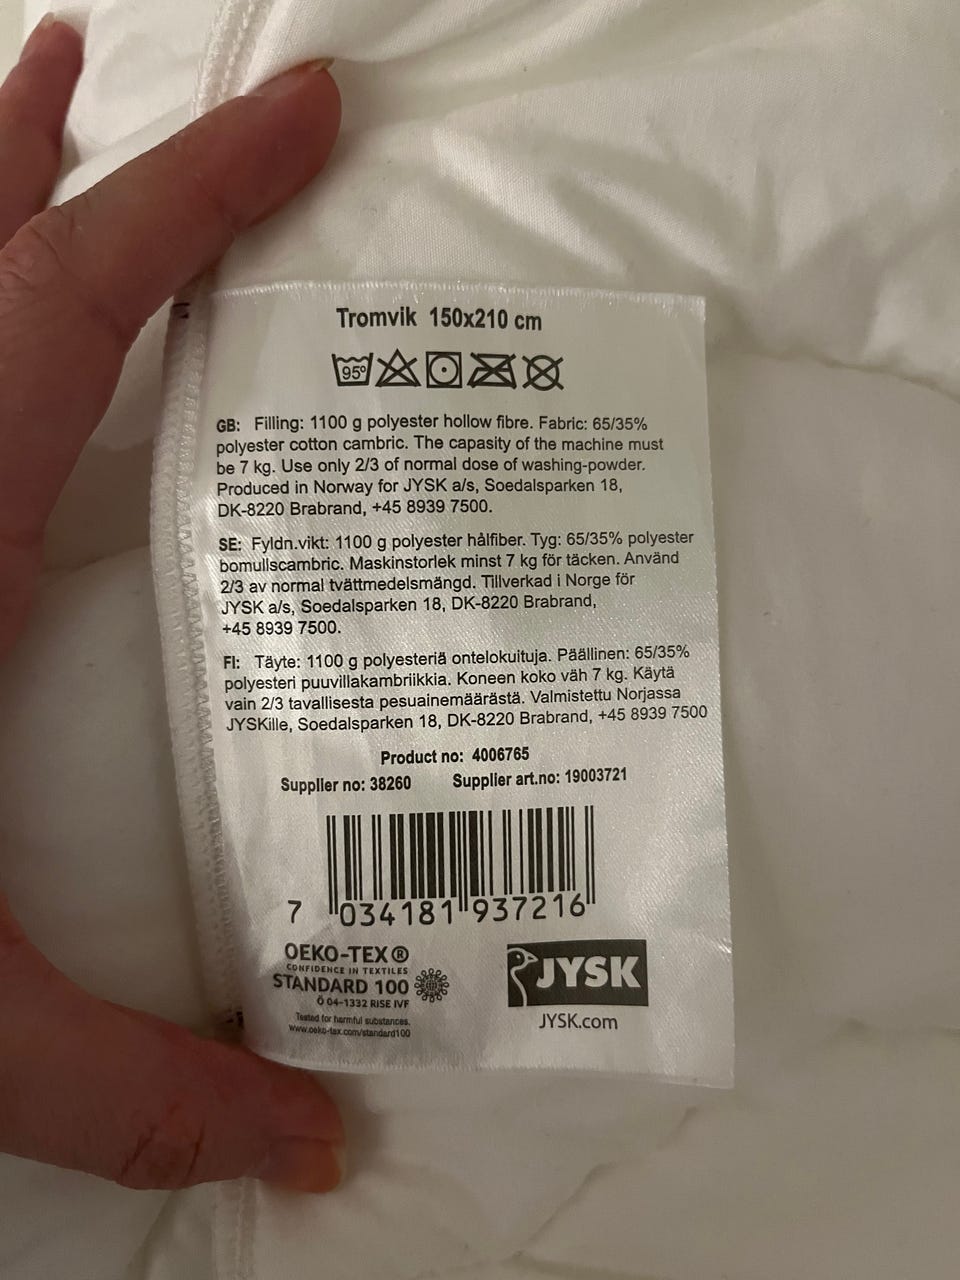 Tromvik 150x210 cm
95°
GB: Filling: 1100 g polyester hollow fibre. Fabric: 65/35%
polyester cotton cambric. The capasity of the machine must
be 7 kg. Use only 2/3 of normal dose of washing-powder.
Produced in Norway for JYSK a/s, Soedalsparken 18,
DK-8220 Brabrand, +45 8939 7500.
SE: Fyldn.vikt: 1100 g polyester hålfiber. Tyg: 65/35% polyester
bomullscambric. Maskinstorlek minst 7 kg för täcken. Använd
2/3 av normal tvättmedelsmängd. Tillverkad i Norge för
JYSK a/s, Soedalsparken 18, DK-8220 Brabrand,
+45 8939 7500.
FI: Täyte: 1100 g polyesteriä ontelokuituja. Päällinen: 65/35%
polyesteri puuvillakambriikkia. Koneen koko väh 7 kg. Käytä
vain 2/3 tavallisesta pesuainemäärästä. Valmistettu Norjassa
JYSKille, Soedalsparken 18, DK-8220 Brabrand, +45 8939 7500
Product no: 4006765
Supplier no: 38260 Supplier art.no: 19003721
7 034181 937216
OEKO-TEX®
CONFIDENCE IN TEXTILES
STANDARD 100
Ö 04-1332 RISE IVF
Tested for harmful substances.
www.oeko-tex.com/standard100
JYSK
JYSK.com